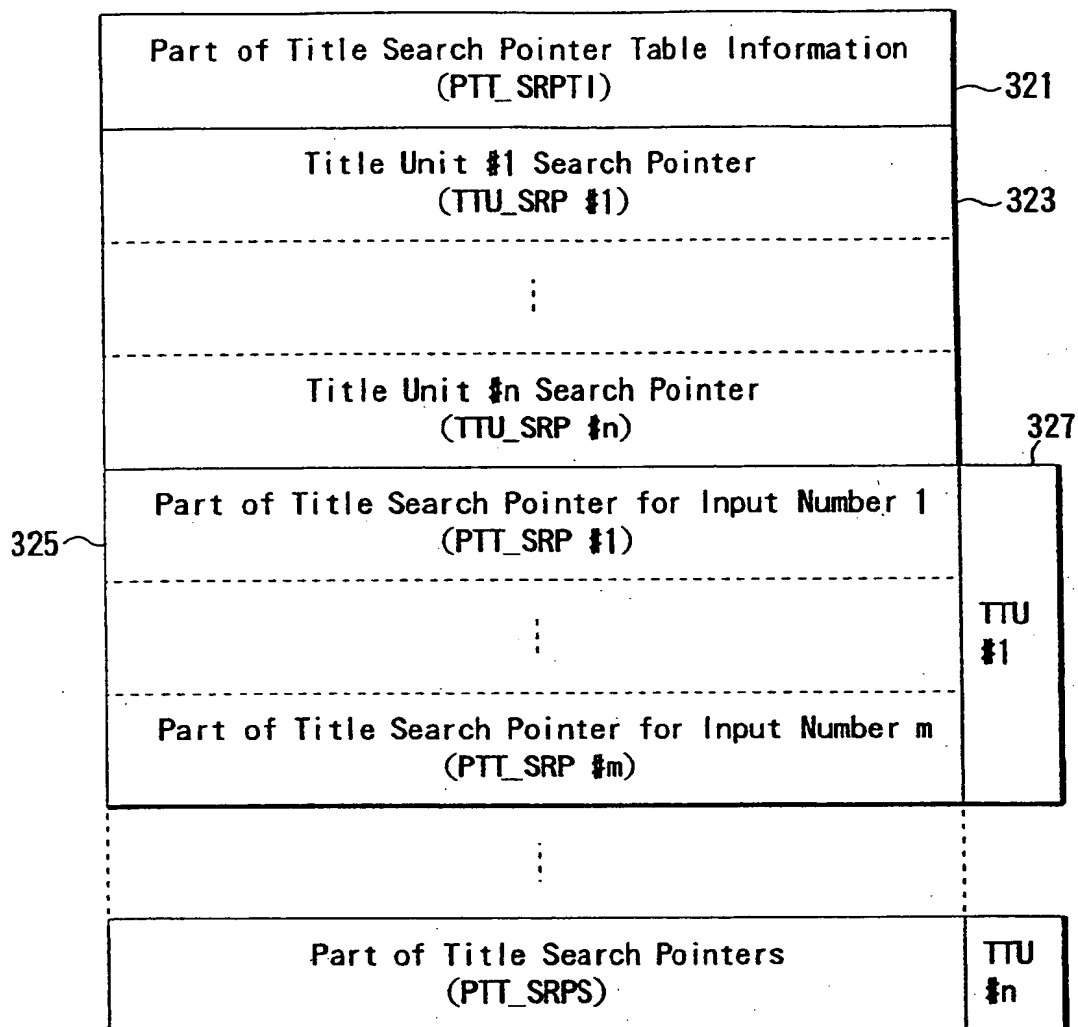 Part of Title Search Pointer Table Information
(PTT_SRPTI)
321
Title Unit #1 Search Pointer
(TTU_SRP #1)
323
Title Unit #n Search Pointer
(TTU_SRP #n)
327
Part of Title Search Pointer for Input Number 1
(PTT_SRP #1)
325
TTU
#1
Part of Title Search Pointer for Input Number m
(PTT_SRP #m)
Part of Title Search Pointers
(PTT_SRPS)
TTU
#n